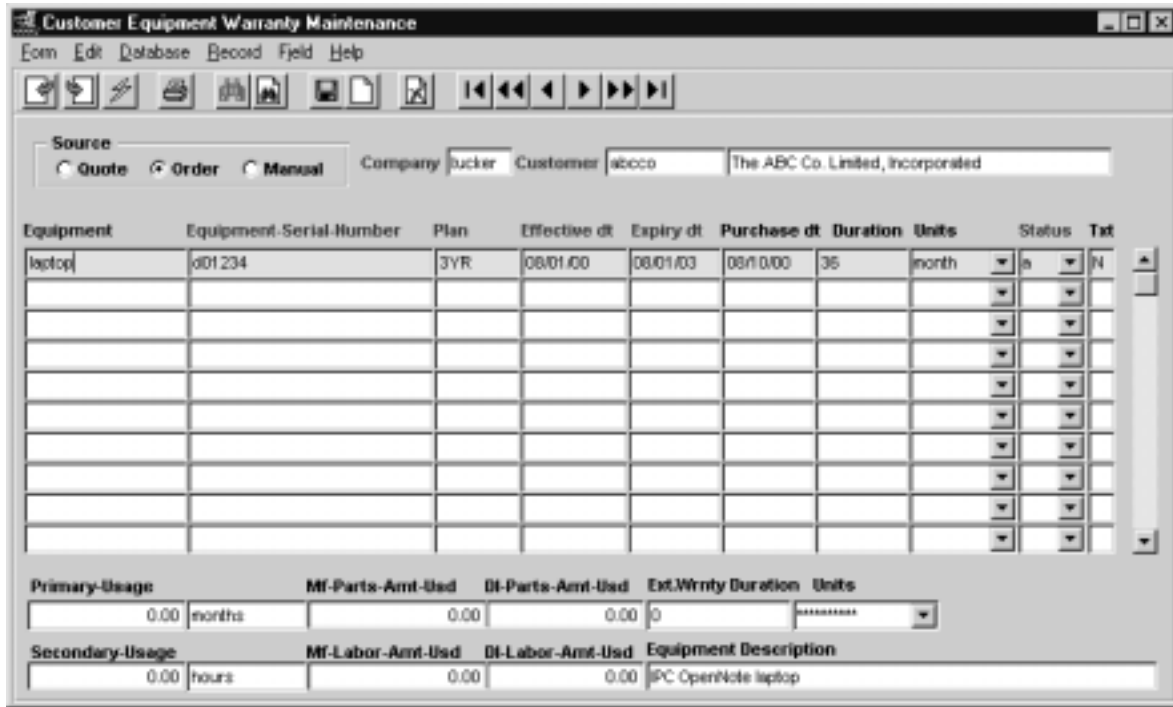 Customer Equipment Warranty Maintenance
Form Edit Database Record Field Help
Source
Quote Order Manual Company tucker Customer abcco The ABC Co. Limited, Incorporated
Equipment Equipment-Serial-Number Plan Effective dt Expiry dt Purchase dt Duration Units Status Txt
laptop d01234 3YR 08/01/00 08/01/03 08/10/00 36 month a N
Primary-Usage Mf-Parts-Amt-Usd Dl-Parts-Amt-Usd Ext.Wrnty Duration Units
0.00 months 0.00 0.00 0 **********
Secondary-Usage Mf-Labor-Amt-Usd Dl-Labor-Amt-Usd Equipment Description
0.00 hours 0.00 0.00 IPC OpenNote laptop